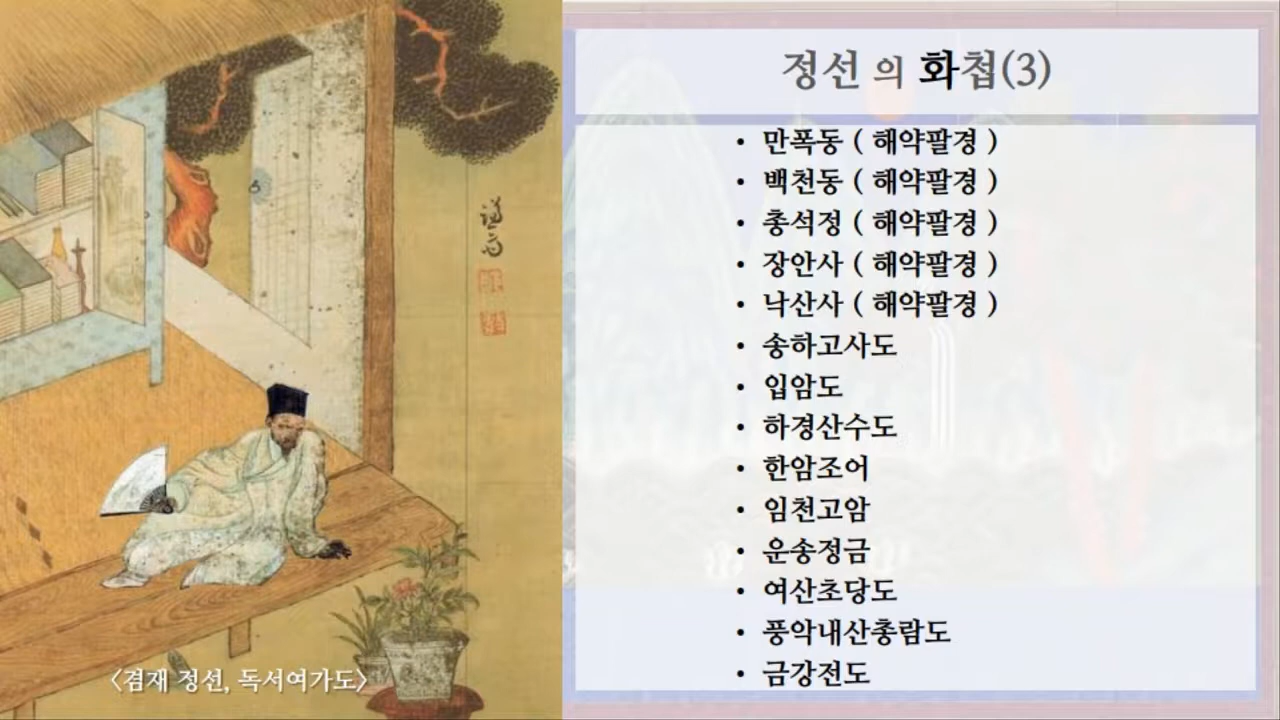 정선 의 화첩(3)
• 만폭동 ( 해약팔경 )
• 백천동 ( 해약팔경 )
• 총석정 ( 해약팔경 )
• 장안사 ( 해약팔경 )
• 낙산사 ( 해약팔경 )
• 송하고사도
• 입암도
• 하경산수도
• 한암조어
• 임천고암
• 운송정금
• 여산초당도
• 풍악내산총람도
• 금강전도
謙齋
〈겸재 정선, 독서여가도〉